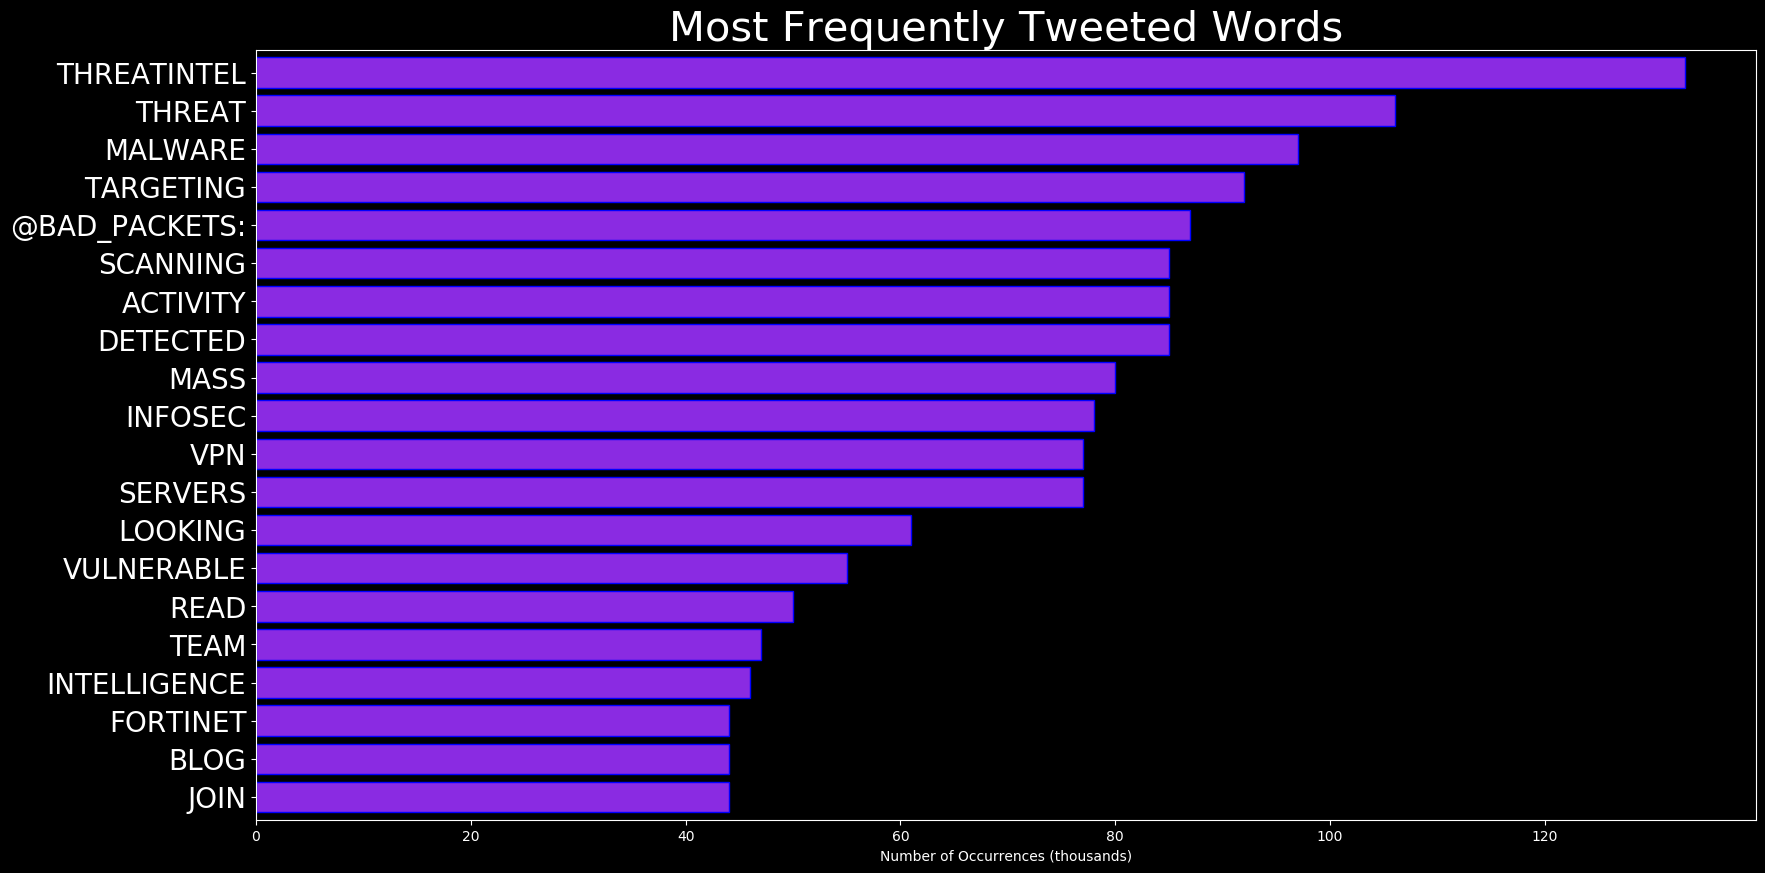 Most Frequently Tweeted Words
THREATINTEL
THREAT
MALWARE
TARGETING
@BAD_PACKETS:
SCANNING
ACTIVITY
DETECTED
MASS
INFOSEC
VPN
SERVERS
LOOKING
VULNERABLE
READ
TEAM
INTELLIGENCE
FORTINET
BLOG
JOIN
0 20 40 60 80 100 120
Number of Occurrences (thousands)